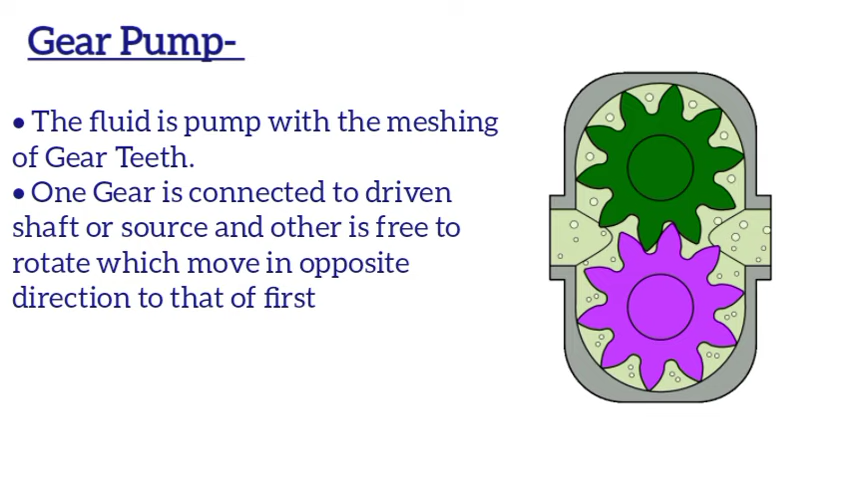 Gear Pump-
• The fluid is pump with the meshing
of Gear Teeth.
• One Gear is connected to driven
shaft or source and other is free to
rotate which move in opposite
direction to that of first